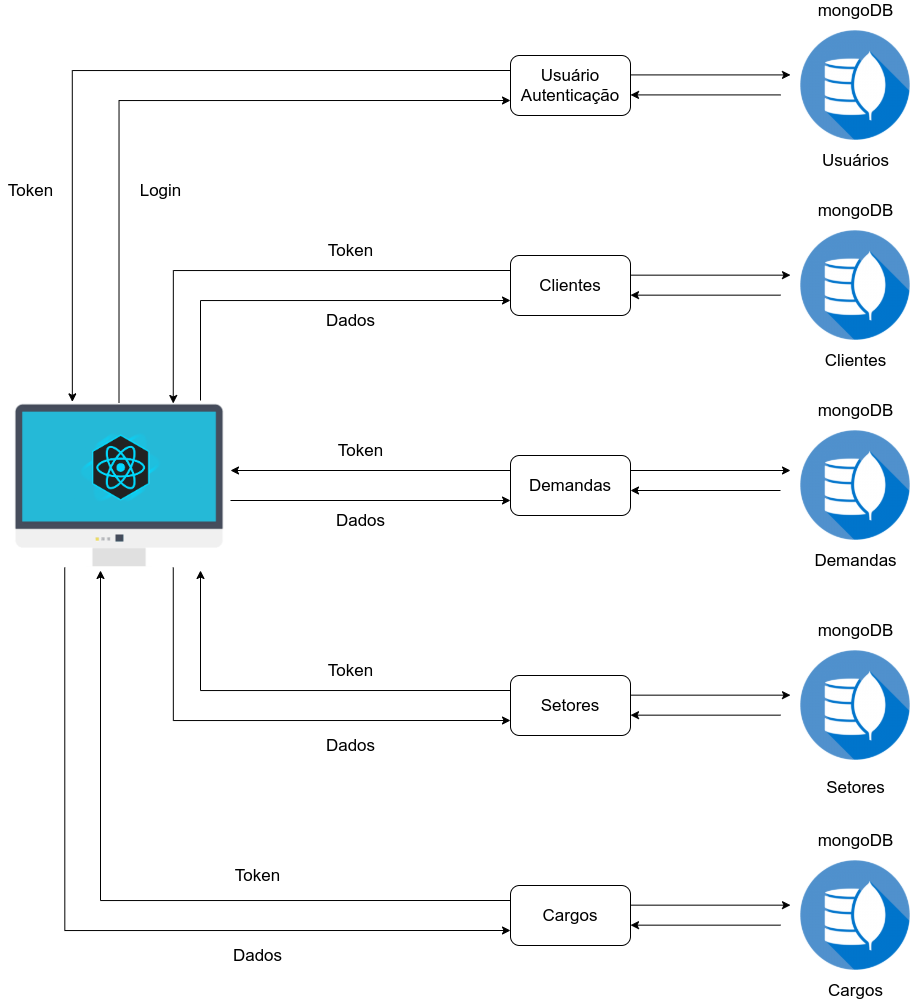 mongoDB
Usuário
Autenticação
Usuários
Token
Login
mongoDB
Token
Clientes
Dados
Clientes
mongoDB
Token
Demandas
Dados
Demandas
mongoDB
Token
Setores
Dados
Setores
mongoDB
Token
Cargos
Dados
Cargos